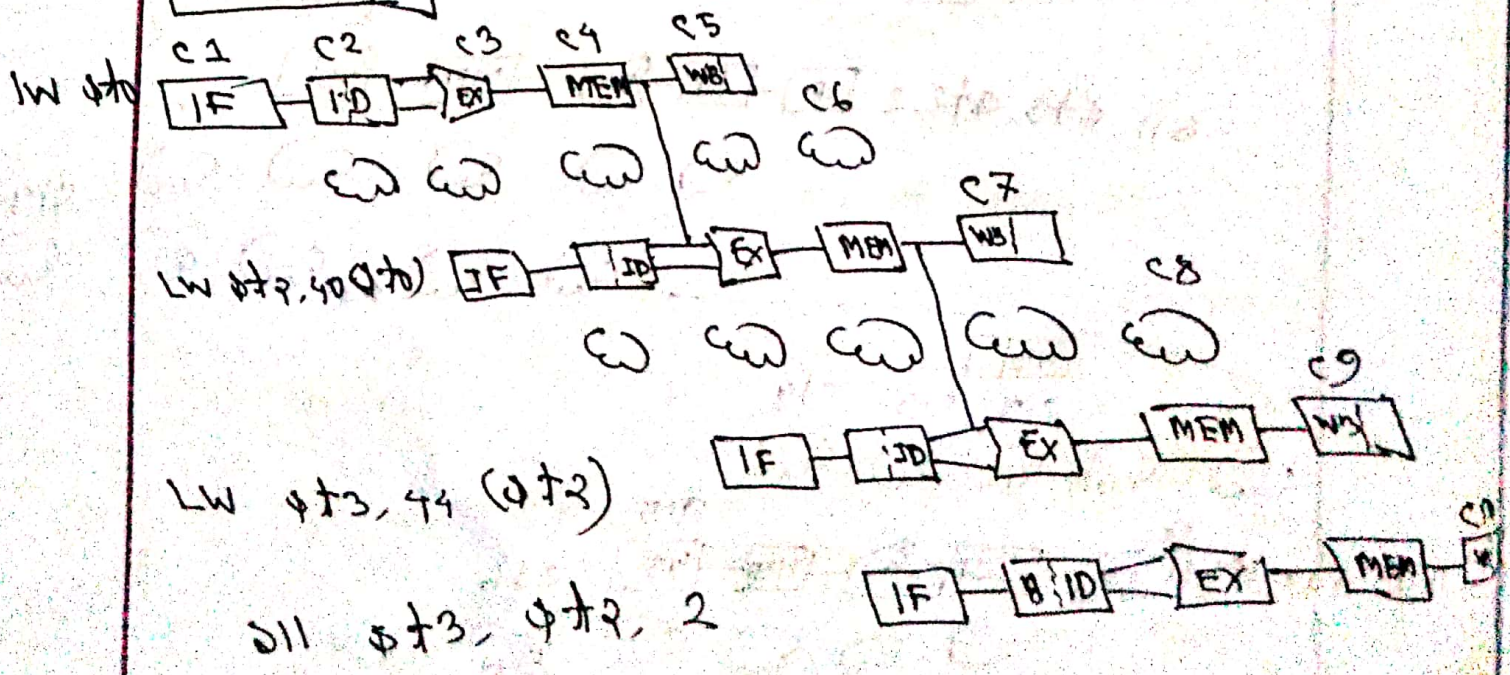 C1 C2 C3 C4 C5
lw $t0 IF ID EX MEM WB
C6
C7
LW $t2, 40($t0) IF ID EX MEM WB
C8
C9
LW $t3, 44 ($t2) IF ID EX MEM WB
sll $t3, $t2, 2 IF ID EX MEM